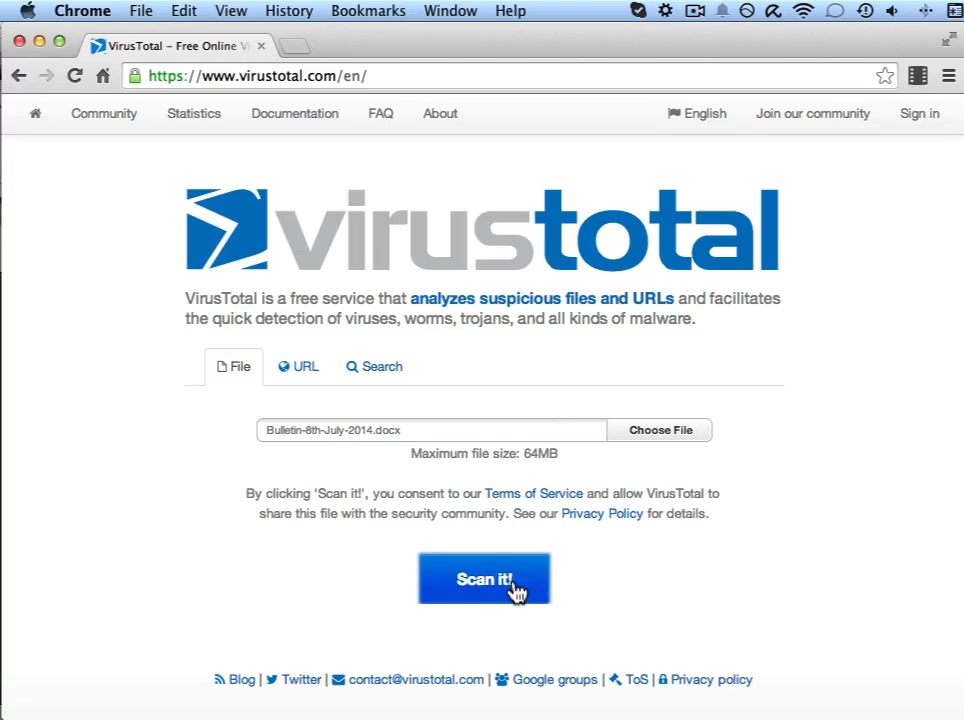 Chrome File Edit View History Bookmarks Window Help
VirusTotal – Free Online Vi
https://www.virustotal.com/en/
Community Statistics Documentation FAQ About English Join our community Sign in
virustotal
VirusTotal is a free service that analyzes suspicious files and URLs and facilitates
the quick detection of viruses, worms, trojans, and all kinds of malware.
File URL Search
Bulletin-8th-July-2014.docx Choose File
Maximum file size: 64MB
By clicking 'Scan it!', you consent to our Terms of Service and allow VirusTotal to
share this file with the security community. See our Privacy Policy for details.
Scan it!
Blog | Twitter | contact@virustotal.com | Google groups | ToS | Privacy policy